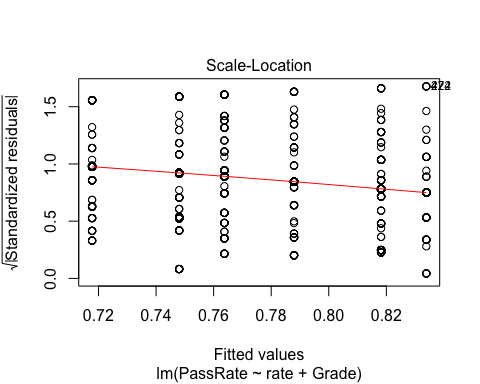 Scale-Location
√|Standardized residuals|
1.5
1.0
0.5
0.0
0.72 0.74 0.76 0.78 0.80 0.82
Fitted values
lm(PassRate ~ rate + Grade)